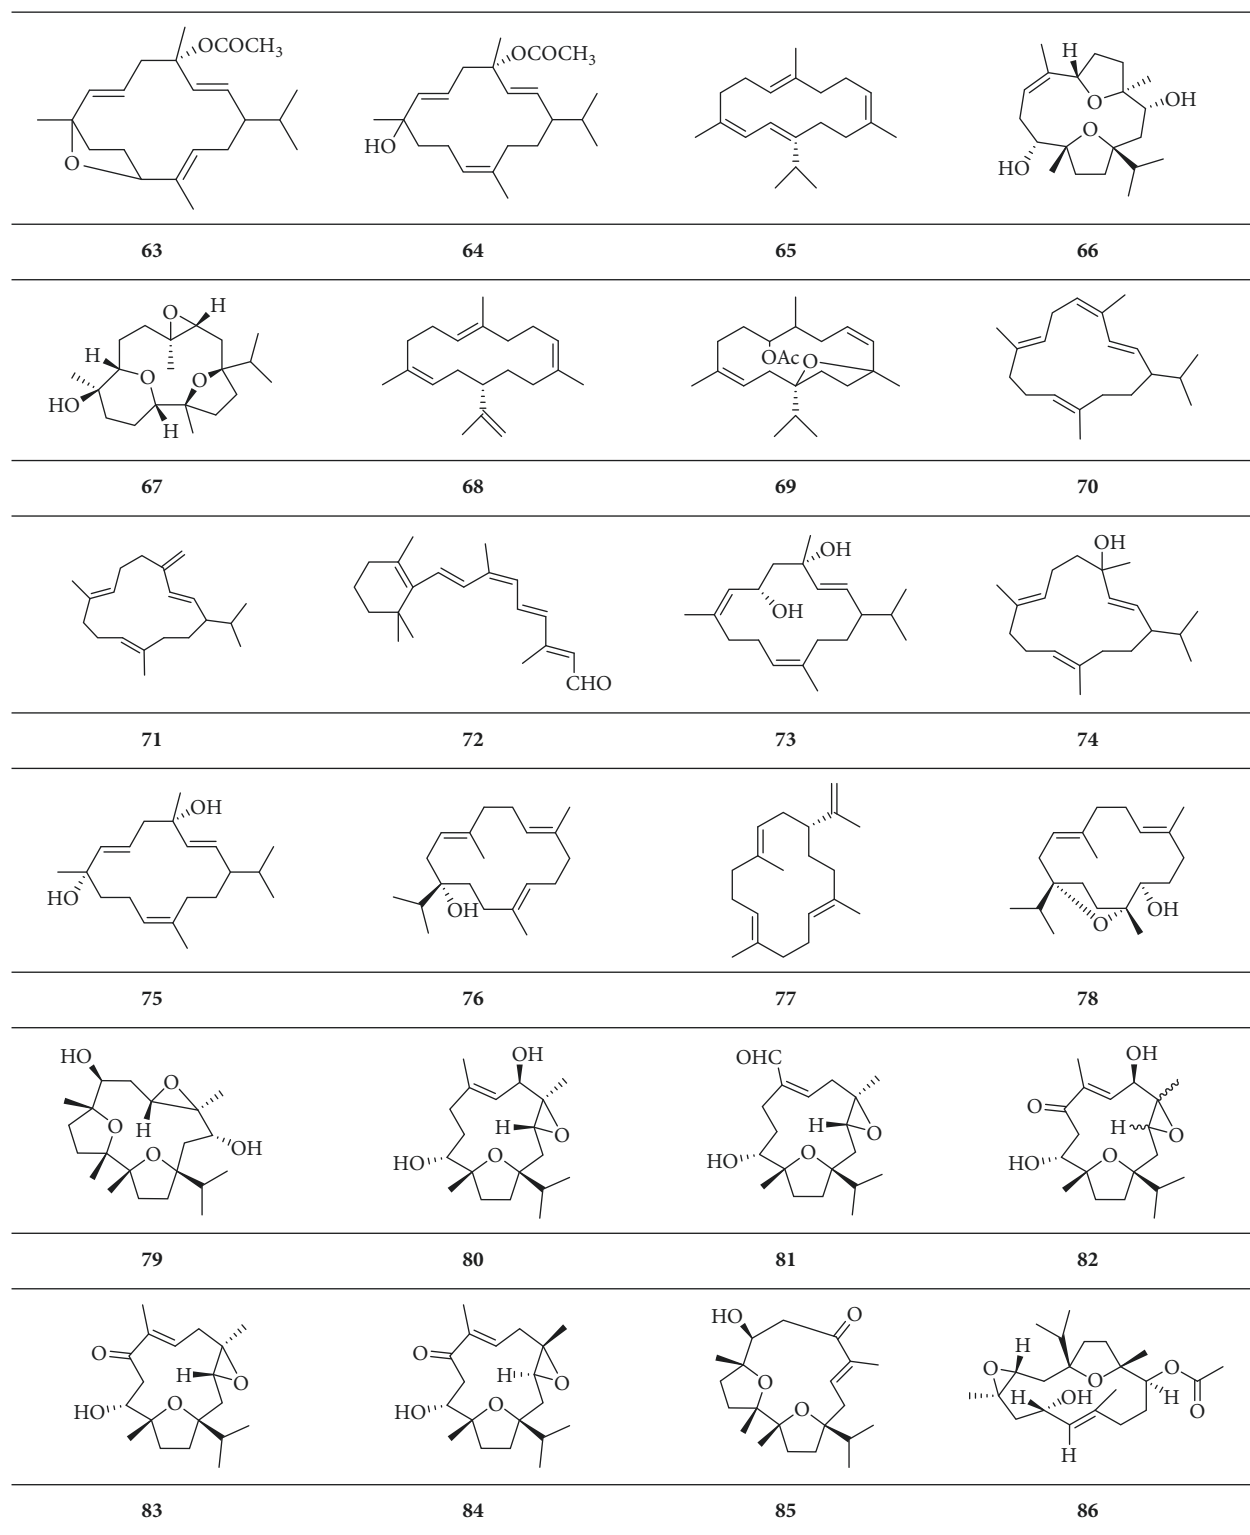 OCOCH3 OCOCH3 H OH
O HO O O HO
63 64 65 66
O H H O O HO H OAc O
67 68 69 70
CHO OH OH OH
71 72 73 74
OH HO OH O OH
75 76 77 78
HO O O H OH O
OH H O HO O
OHC H O HO O
OH O H O HO O
79 80 81 82
O H O HO O
O H O HO O
HO O O O
H O O H OH O O H O H
83 84 85 86